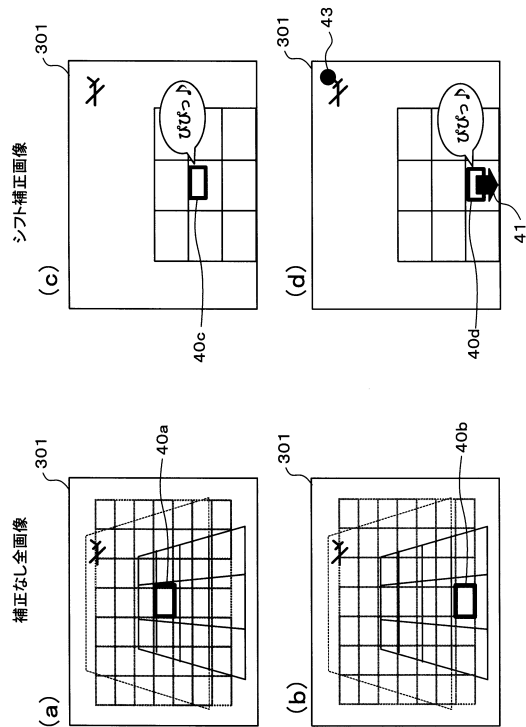 補正なし全画像
シフト補正画像
(a)
301
40a
(b)
301
40b
(c)
301
ぴぴっ♪
40c
(d)
43
301
ぴぴっ♪
40d
41